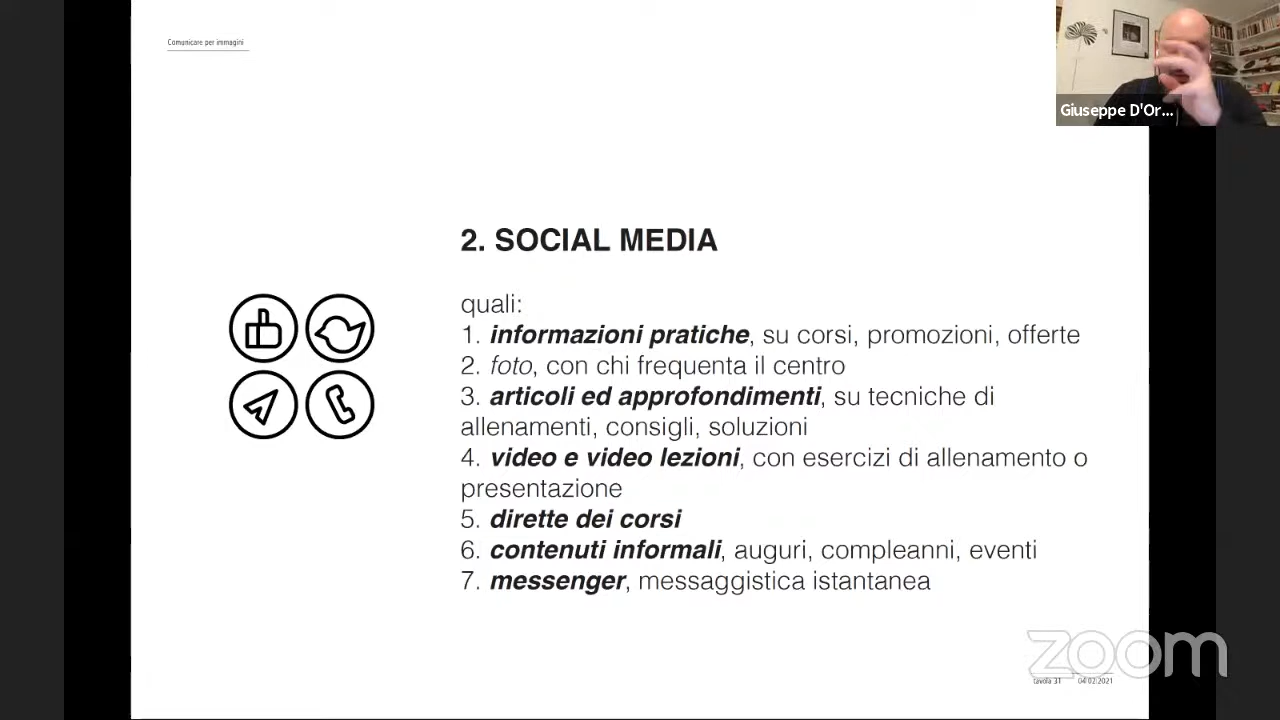 Comunicare per immagini
Giuseppe D'Or...
2. SOCIAL MEDIA
quali:
1. informazioni pratiche, su corsi, promozioni, offerte
2. foto, con chi frequenta il centro
3. articoli ed approfondimenti, su tecniche di
allenamenti, consigli, soluzioni
4. video e video lezioni, con esercizi di allenamento o
presentazione
5. dirette dei corsi
6. contenuti informali, auguri, compleanni, eventi
7. messenger, messaggistica istantanea
zoom
tavola 31 04.02.2021